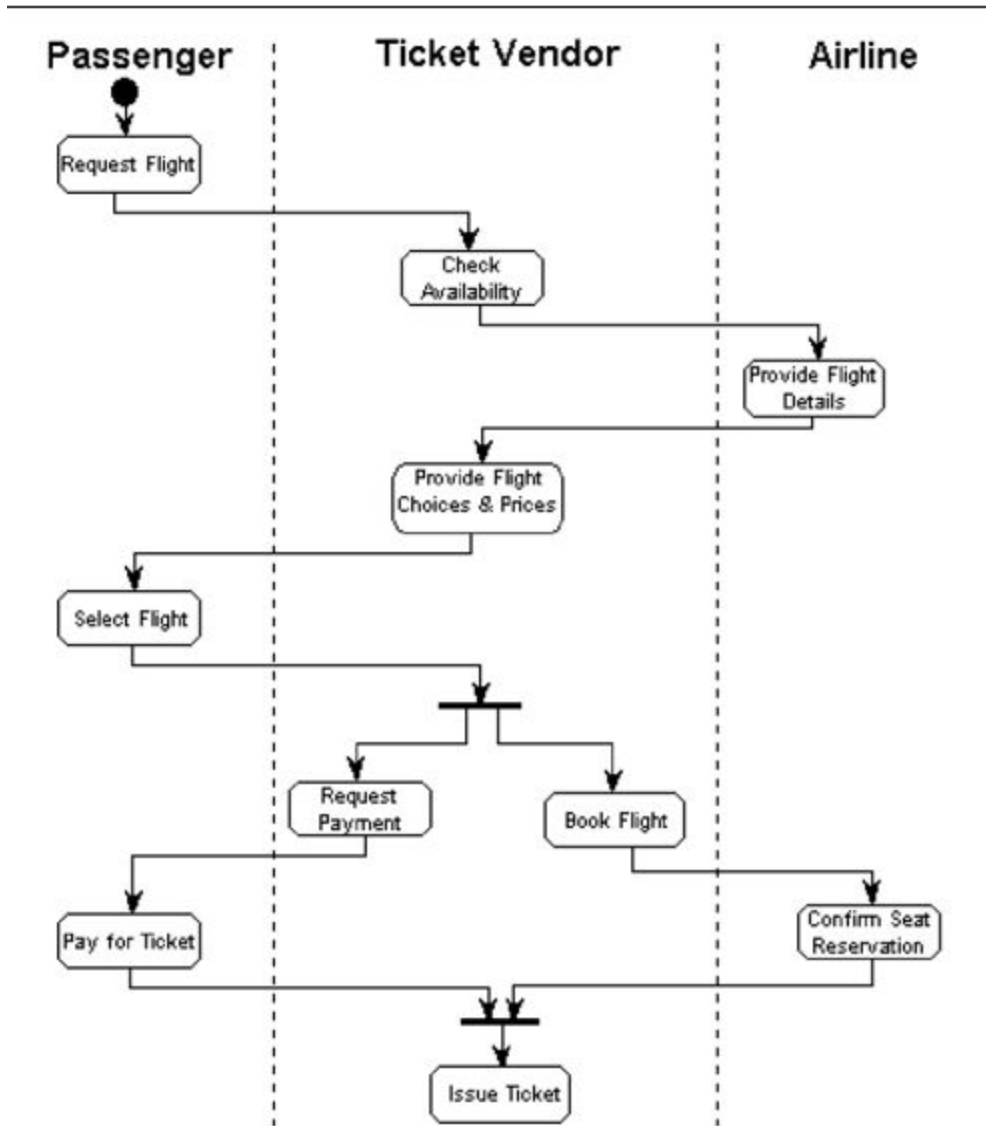 Passenger
Ticket Vendor
Airline
Request Flight
Check
Availability
Provide Flight
Details
Provide Flight
Choices & Prices
Select Flight
Request
Payment
Book Flight
Pay for Ticket
Confirm Seat
Reservation
Issue Ticket